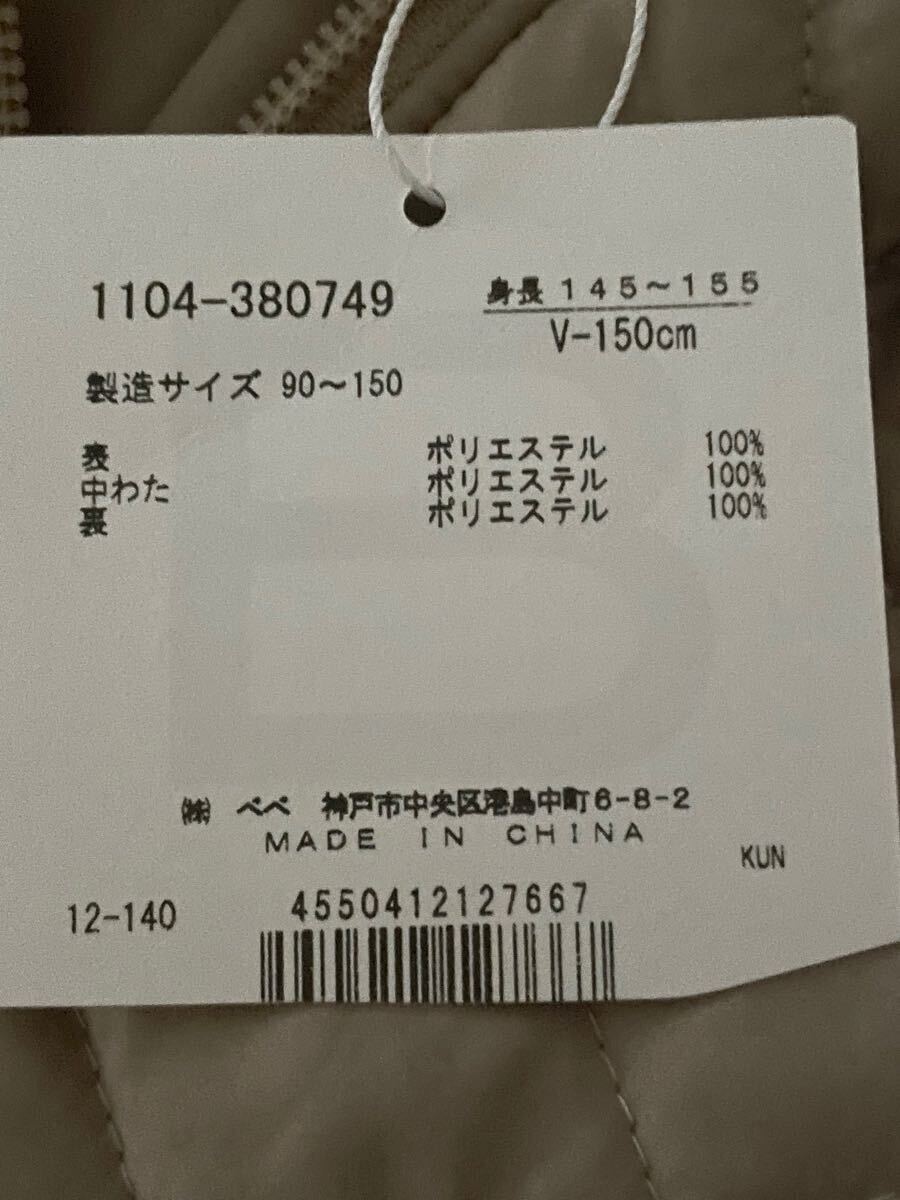 1104-380749
身長 145～155
V-150cm
製造サイズ 90～150
表 ポリエステル 100%
中わた ポリエステル 100%
裏 ポリエステル 100%
㈱ べべ 神戸市中央区港島中町6-8-2
MADE IN CHINA
KUN
12-140
4550412127667